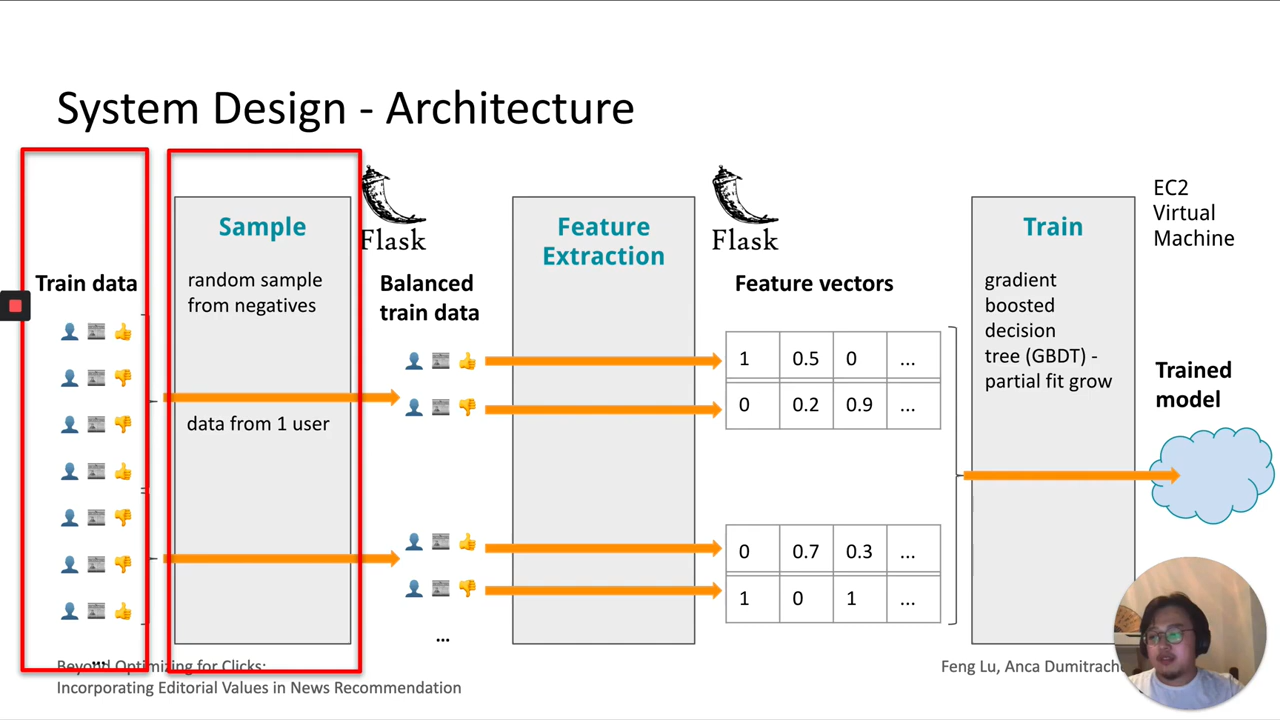 System Design - Architecture
Train data
...
Sample
random sample
from negatives
data from 1 user
Flask
Balanced
train data
...
Feature
Extraction
Flask
Feature vectors
1 0.5 0 ...
0 0.2 0.9 ...
0 0.7 0.3 ...
1 0 1 ...
Train
gradient
boosted
decision
tree (GBDT) -
partial fit grow
EC2
Virtual
Machine
Trained
model
Beyond Optimizing for Clicks:
Incorporating Editorial Values in News Recommendation
Feng Lu, Anca